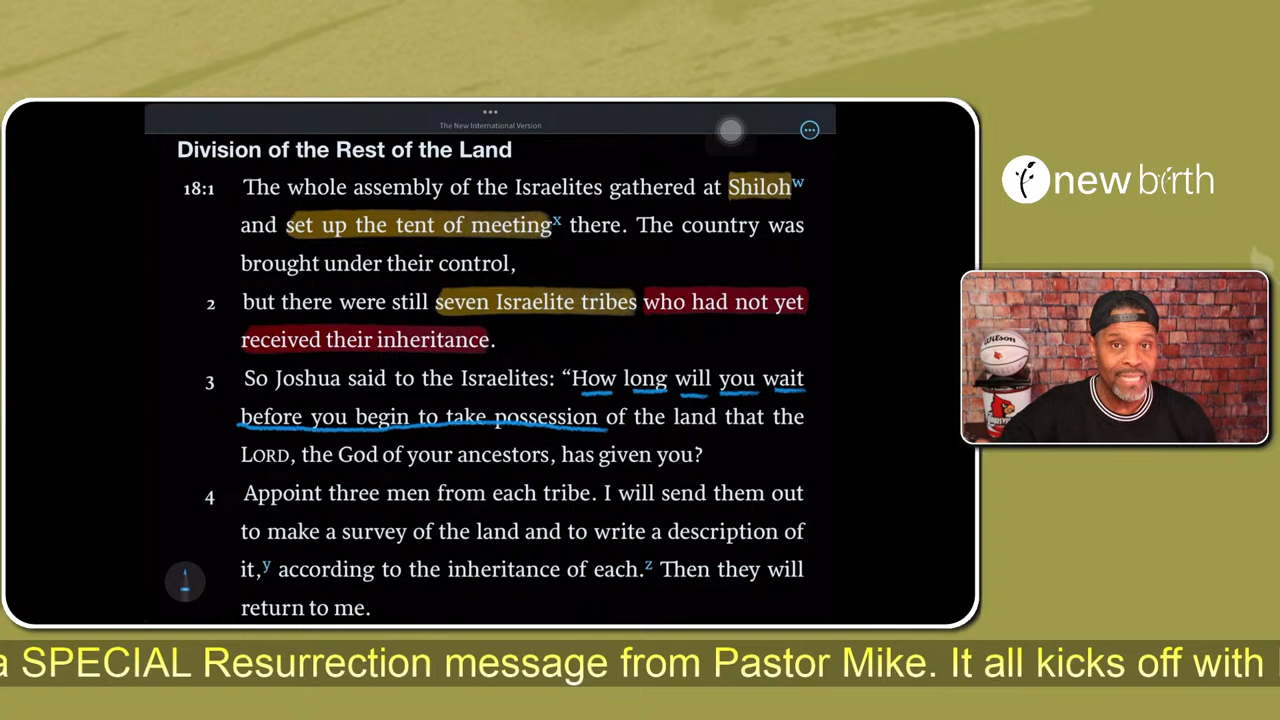 The New International Version
Division of the Rest of the Land
18:1 The whole assembly of the Israelites gathered at Shiloh w
and set up the tent of meeting x there. The country was
brought under their control,
2 but there were still seven Israelite tribes who had not yet
received their inheritance.
3 So Joshua said to the Israelites: “How long will you wait
before you begin to take possession of the land that the
LORD, the God of your ancestors, has given you?
4 Appoint three men from each tribe. I will send them out
to make a survey of the land and to write a description of
it, y according to the inheritance of each. z Then they will
return to me.
new birth
Wilson
a SPECIAL Resurrection message from Pastor Mike. It all kicks off with